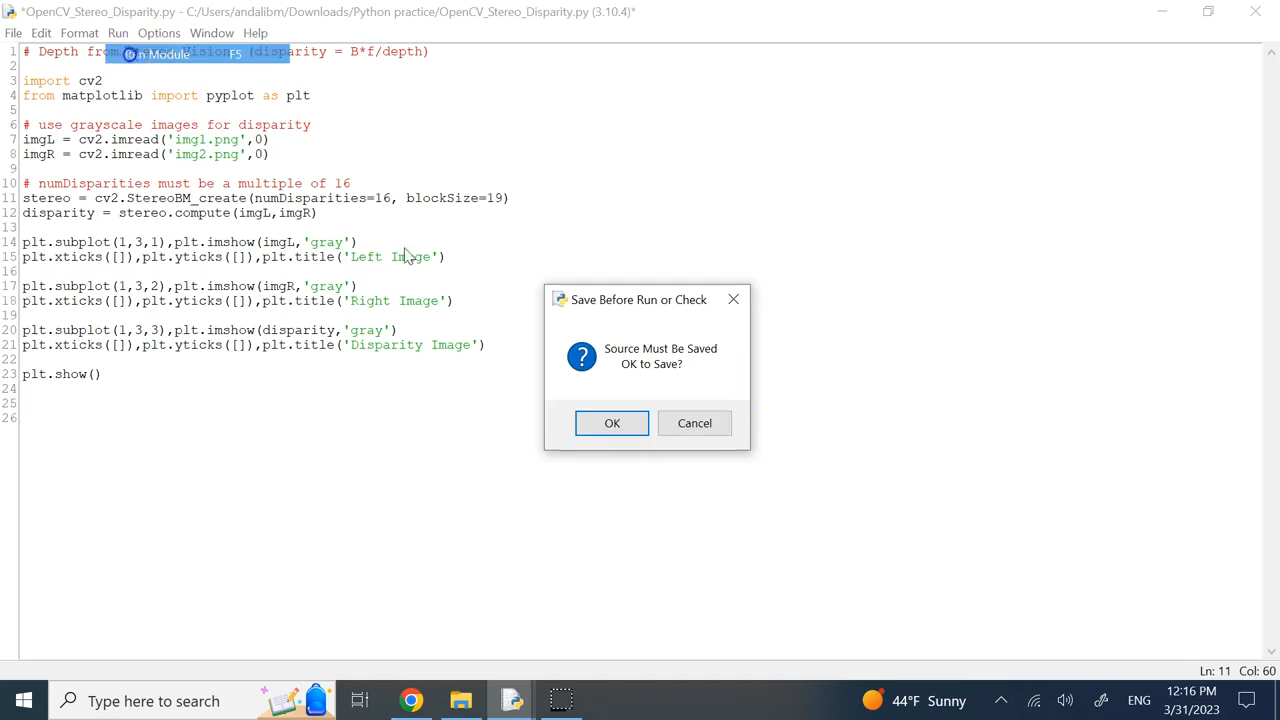 *OpenCV_Stereo_Disparity.py - C:/Users/andalibm/Downloads/Python practice/OpenCV_Stereo_Disparity.py (3.10.4)*
File Edit Format Run Options Window Help
Run Module F5
1 # Depth from Stereo Vision (disparity = B*f/depth)
2
3 import cv2
4 from matplotlib import pyplot as plt
5
6 # use grayscale images for disparity
7 imgL = cv2.imread('img1.png',0)
8 imgR = cv2.imread('img2.png',0)
9
10 # numDisparities must be a multiple of 16
11 stereo = cv2.StereoBM_create(numDisparities=16, blockSize=19)
12 disparity = stereo.compute(imgL,imgR)
13
14 plt.subplot(1,3,1),plt.imshow(imgL,'gray')
15 plt.xticks([]),plt.yticks([]),plt.title('Left Image')
16
17 plt.subplot(1,3,2),plt.imshow(imgR,'gray')
18 plt.xticks([]),plt.yticks([]),plt.title('Right Image')
19
20 plt.subplot(1,3,3),plt.imshow(disparity,'gray')
21 plt.xticks([]),plt.yticks([]),plt.title('Disparity Image')
22
23 plt.show()
24
25
26
Save Before Run or Check
Source Must Be Saved
OK to Save?
OK Cancel
Ln: 11 Col: 60
Type here to search
44°F Sunny
ENG
12:16 PM
3/31/2023